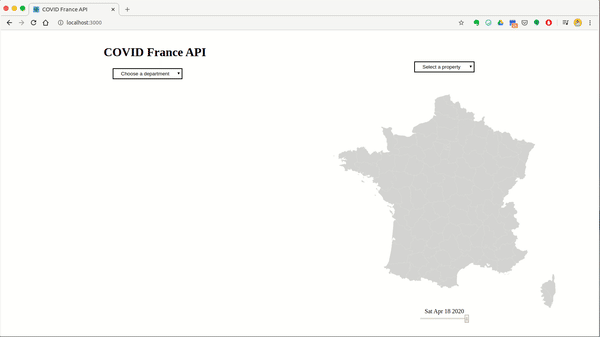 COVID France API
localhost:3000
COVID France API
Choose a department
Select a property
Sat Apr 18 2020